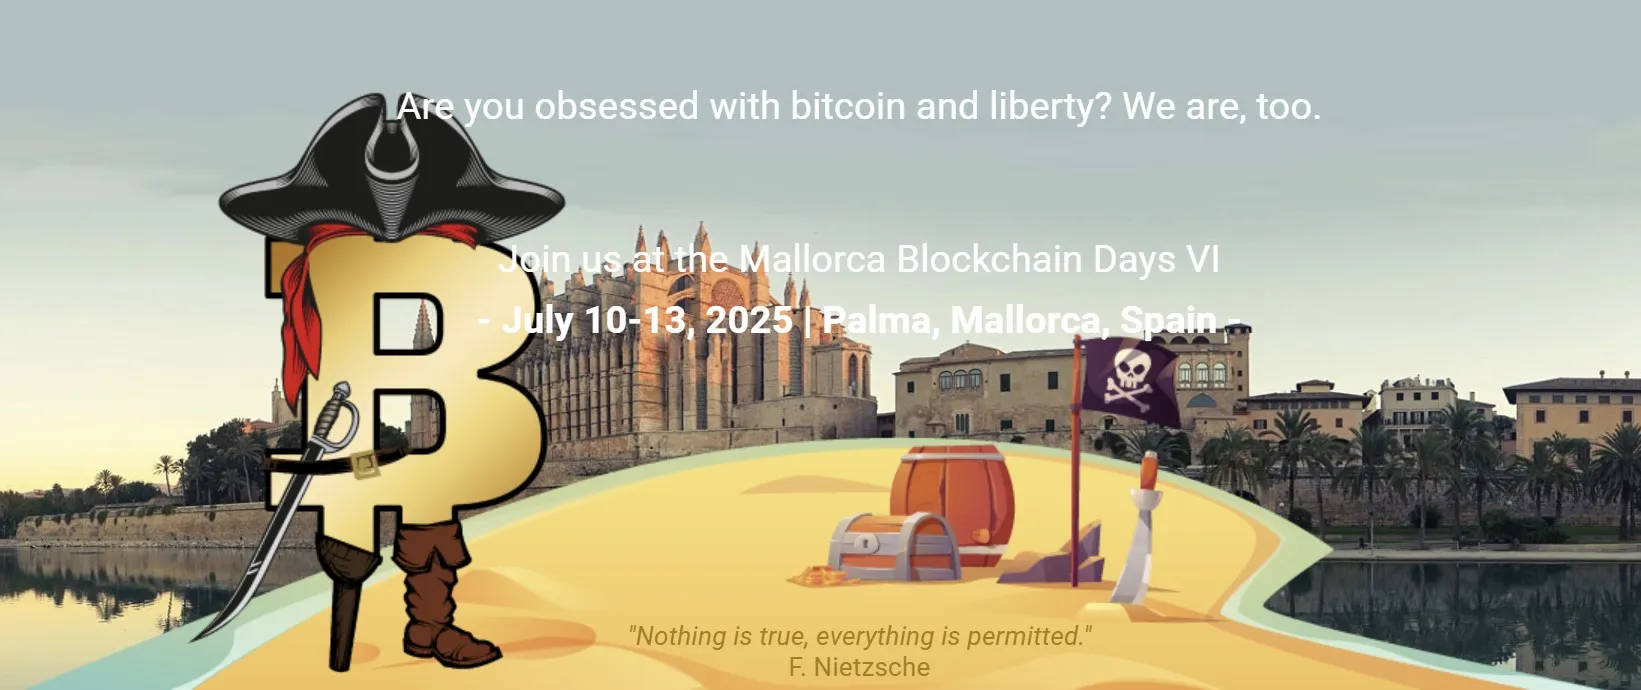 Are you obsessed with bitcoin and liberty? We are, too.
Join us at the Mallorca Blockchain Days VI
- July 10-13, 2025 | Palma, Mallorca, Spain -
"Nothing is true, everything is permitted."
F. Nietzsche